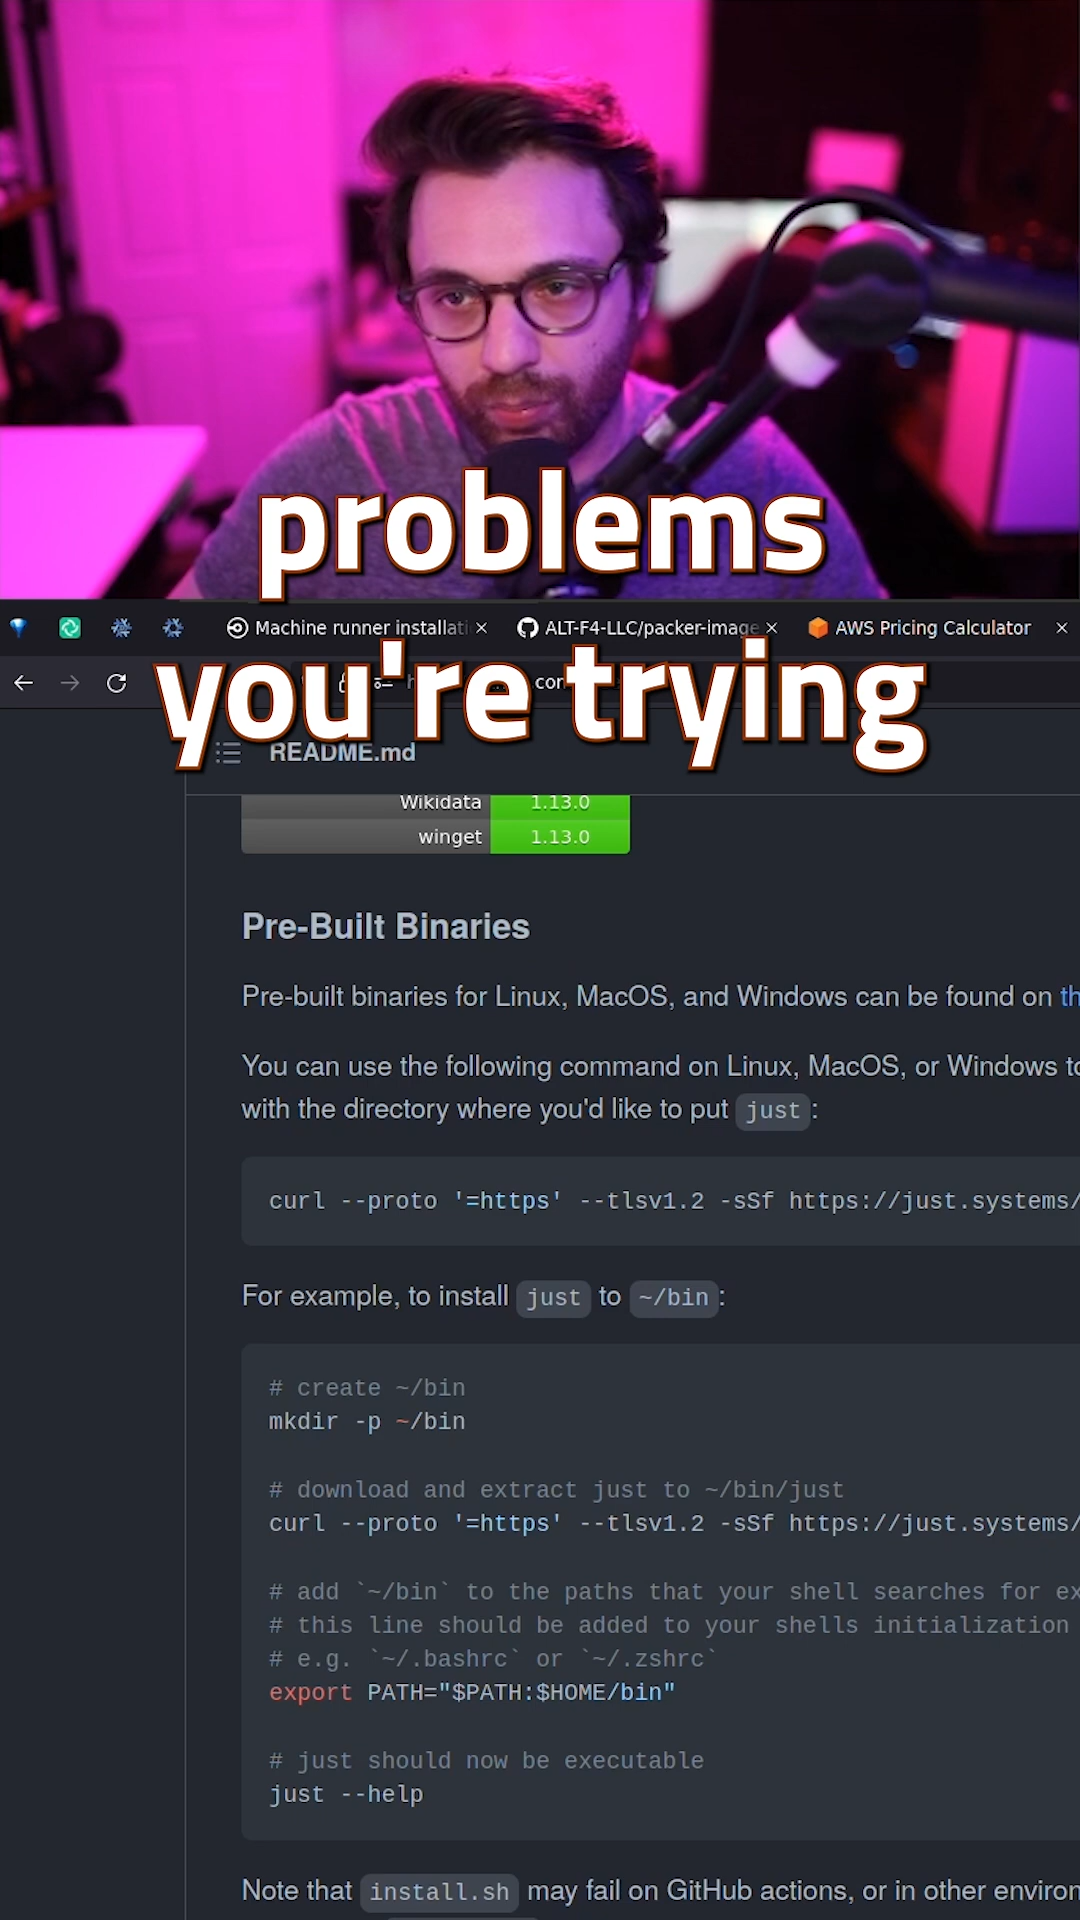 problems
you're trying
Machine runner installati
ALT-F4-LLC/packer-image
AWS Pricing Calculator
README.md
Wikidata 1.13.0
winget 1.13.0
Pre-Built Binaries
Pre-built binaries for Linux, MacOS, and Windows can be found on th
You can use the following command on Linux, MacOS, or Windows to
with the directory where you'd like to put just:
curl --proto '=https' --tlsv1.2 -sSf https://just.systems/
For example, to install just to ~/bin:
# create ~/bin
mkdir -p ~/bin
# download and extract just to ~/bin/just
curl --proto '=https' --tlsv1.2 -sSf https://just.systems/
# add `~/bin` to the paths that your shell searches for ex
# this line should be added to your shells initialization
# e.g. `~/.bashrc` or `~/.zshrc`
export PATH="$PATH:$HOME/bin"
# just should now be executable
just --help
Note that install.sh may fail on GitHub actions, or in other environ